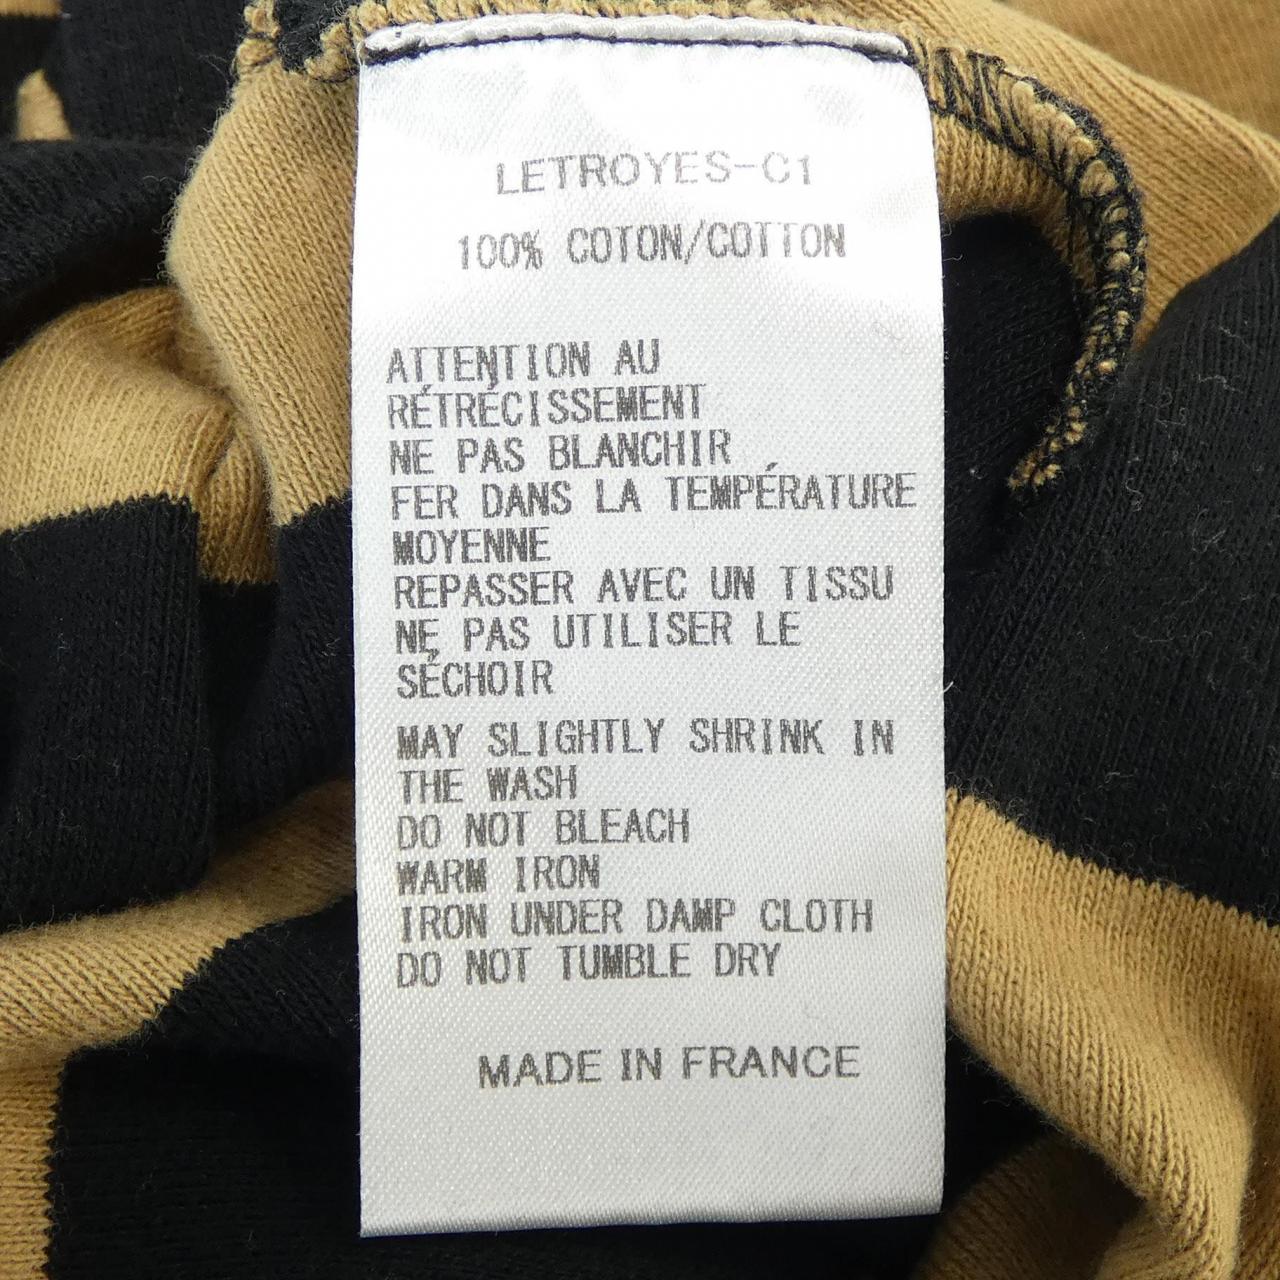 LETROYES-C1
100% COTON/COTTON
ATTENTION AU
RÉTRÉCISSEMENT
NE PAS BLANCHIR
FER DANS LA TEMPÉRATURE
MOYENNE
REPASSER AVEC UN TISSU
NE PAS UTILISER LE
SÉCHOIR
MAY SLIGHTLY SHRINK IN
THE WASH
DO NOT BLEACH
WARM IRON
IRON UNDER DAMP CLOTH
DO NOT TUMBLE DRY
MADE IN FRANCE